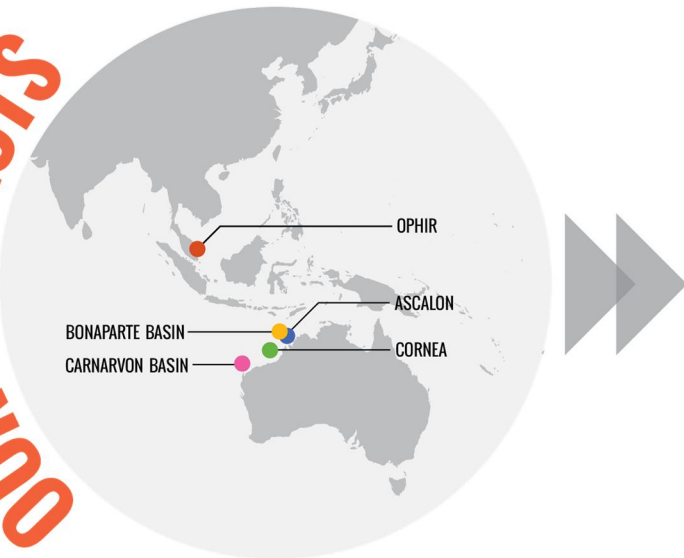 OPHIR
ASCALON
BONAPARTE BASIN
CORNEA
CARNARVON BASIN